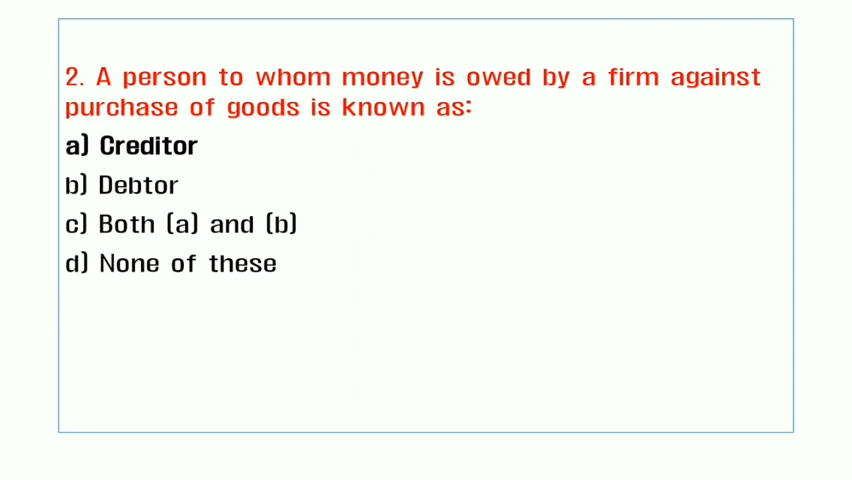 2. A person to whom money is owed by a firm against
purchase of goods is known as:
a) Creditor
b) Debtor
c) Both (a) and (b)
d) None of these